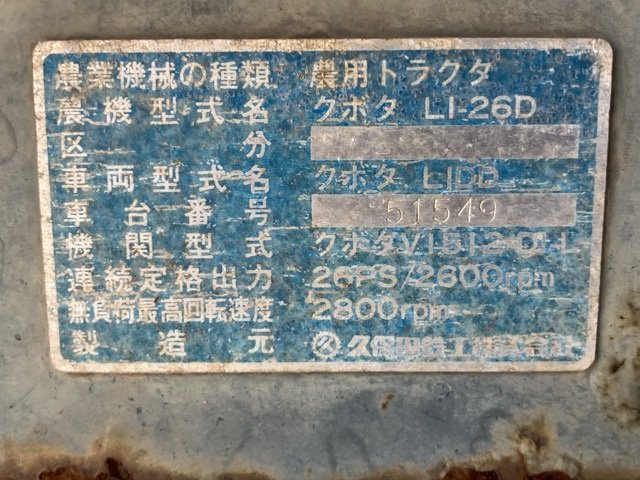 農業機械の種類 農用トラクタ
農機型式名 クボタ L1-26D
区分
車両型式名 クボタ L1DD
車台番号 51549
機関型式 クボタV1512-D1-L
連続定格出力 26PS/2600rpm
無負荷最高回転速度 2800rpm
製造元 久保田鉄工株式会社